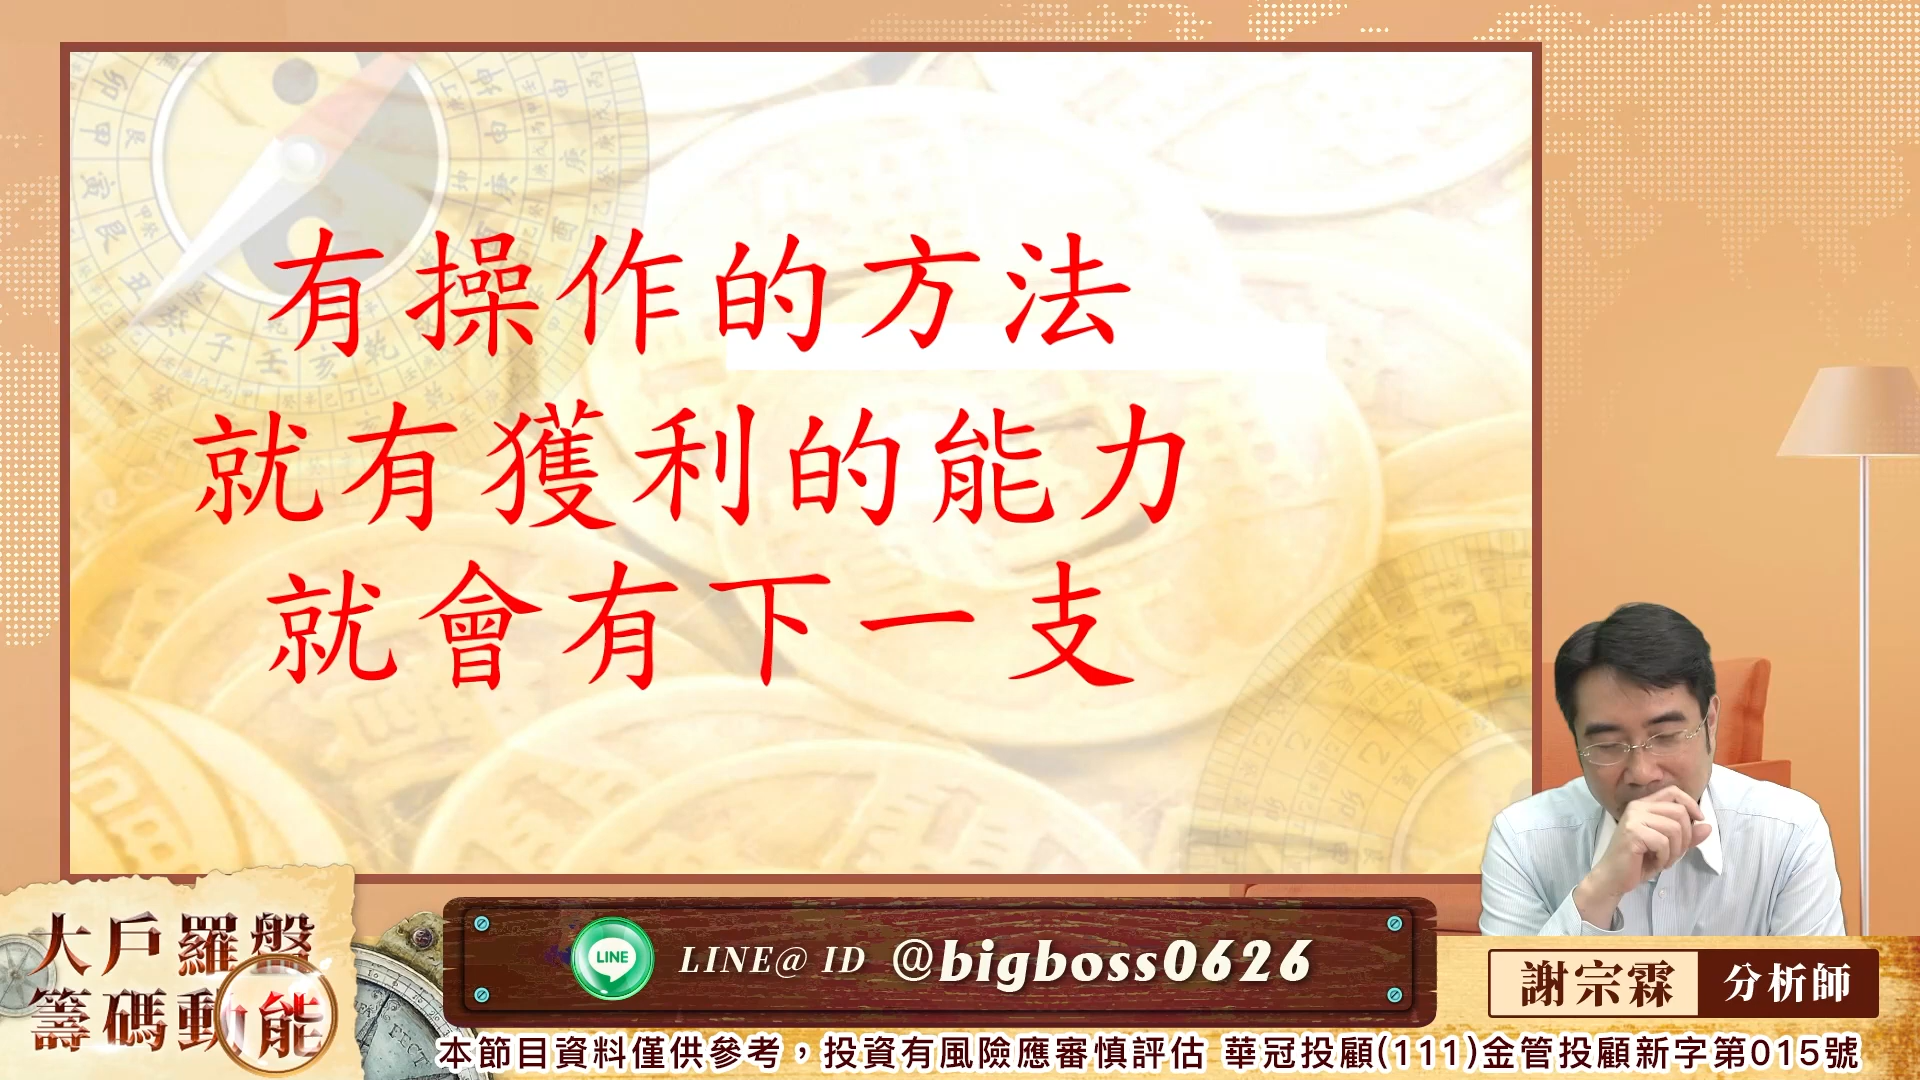 有操作的方法
就有獲利的能力
就會有下一支
大戶羅盤
籌碼動能
LINE
LINE@ ID @bigboss0626
謝宗霖 分析師
本節目資料僅供參考，投資有風險應審慎評估 華冠投顧(111)金管投顧新字第015號